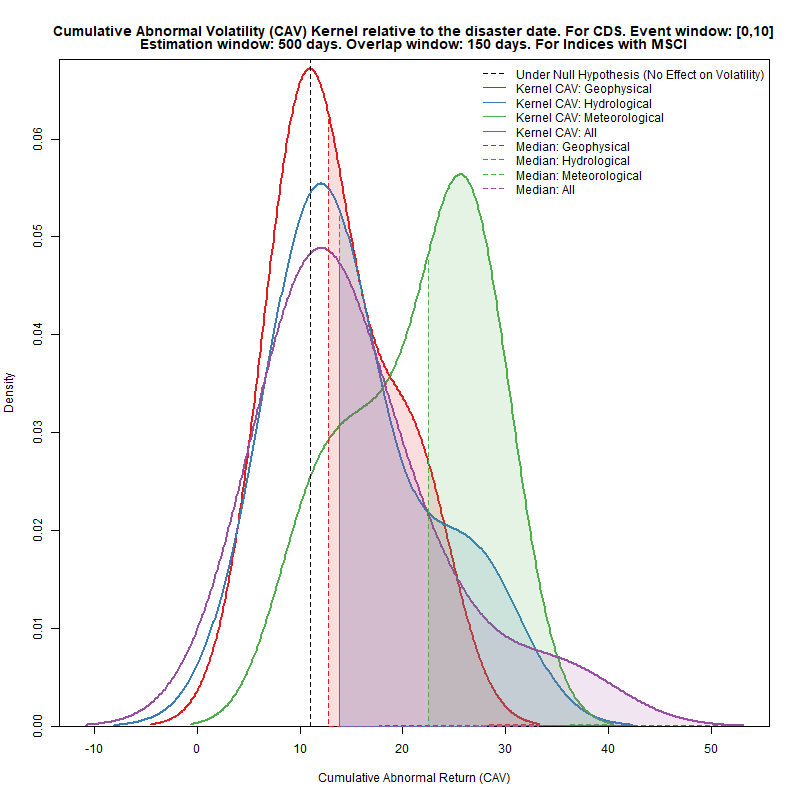 Cumulative Abnormal Volatility (CAV) Kernel relative to the disaster date. For CDS. Event window: [0,10]
Estimation window: 500 days. Overlap window: 150 days. For Indices with MSCI
Under Null Hypothesis (No Effect on Volatility)
Kernel CAV: Geophysical
Kernel CAV: Hydrological
Kernel CAV: Meteorological
Kernel CAV: All
Median: Geophysical
Median: Hydrological
Median: Meteorological
Median: All
Density
0.06
0.05
0.04
0.03
0.02
0.01
0.00
-10 0 10 20 30 40 50
Cumulative Abnormal Return (CAV)